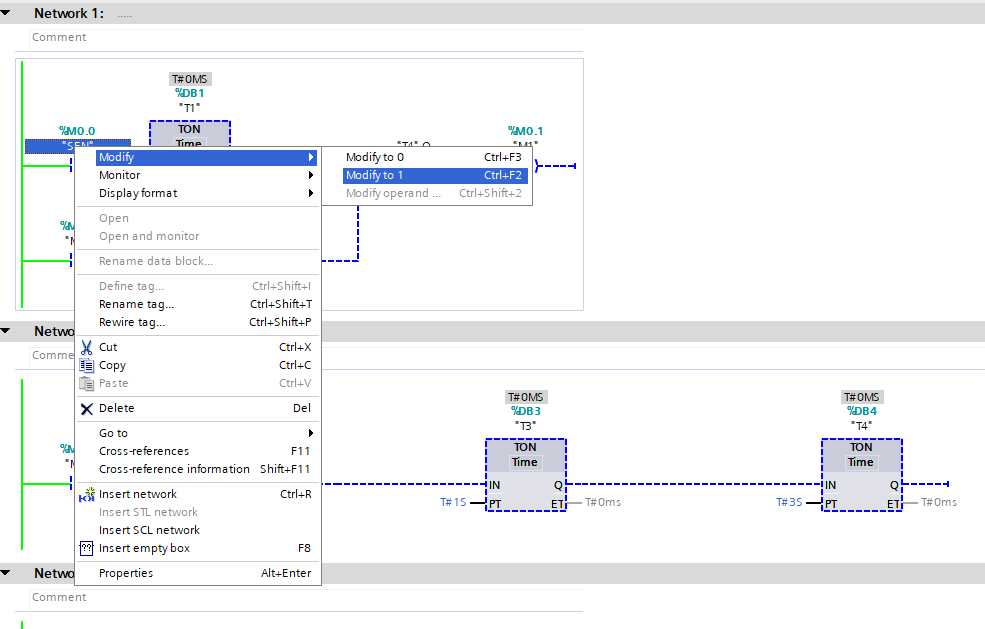 Network 1: .....
Comment
T#0MS
%DB1
"T1"
%M0.0
TON
%M0.1
"SEN"
Time
"T4".Q
"M1"
Modify
Modify to 0 Ctrl+F3
Monitor
Modify to 1 Ctrl+F2
Display format
Modify operand ... Ctrl+Shift+2
Open
Open and monitor
Rename data block...
Define tag... Ctrl+Shift+I
Rename tag... Ctrl+Shift+T
Rewire tag... Ctrl+Shift+P
Cut Ctrl+X
Copy Ctrl+C
Paste Ctrl+V
Delete Del
Go to
Cross-references F11
Cross-reference information Shift+F11
Insert network Ctrl+R
Insert STL network
Insert SCL network
Insert empty box F8
Properties Alt+Enter
T#0MS
%DB3
"T3"
TON
Time
IN Q
T#1S PT ET T#0ms
T#0MS
%DB4
"T4"
TON
Time
IN Q
T#3S PT ET T#0ms
Comment